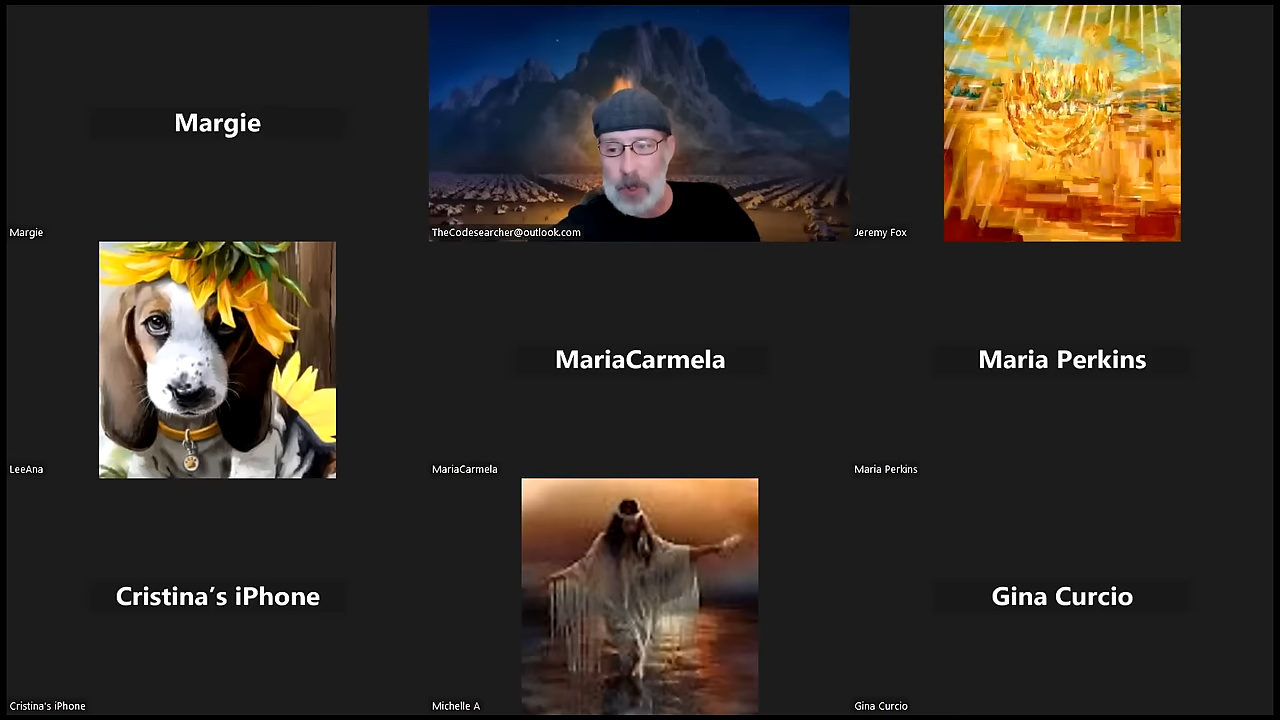 Margie
Margie
TheCodesearcher@outlook.com
Jeremy Fox
LeeAna
MariaCarmela
MariaCarmela
Maria Perkins
Maria Perkins
Cristina’s iPhone
Cristina's iPhone
Michelle A
Gina Curcio
Gina Curcio